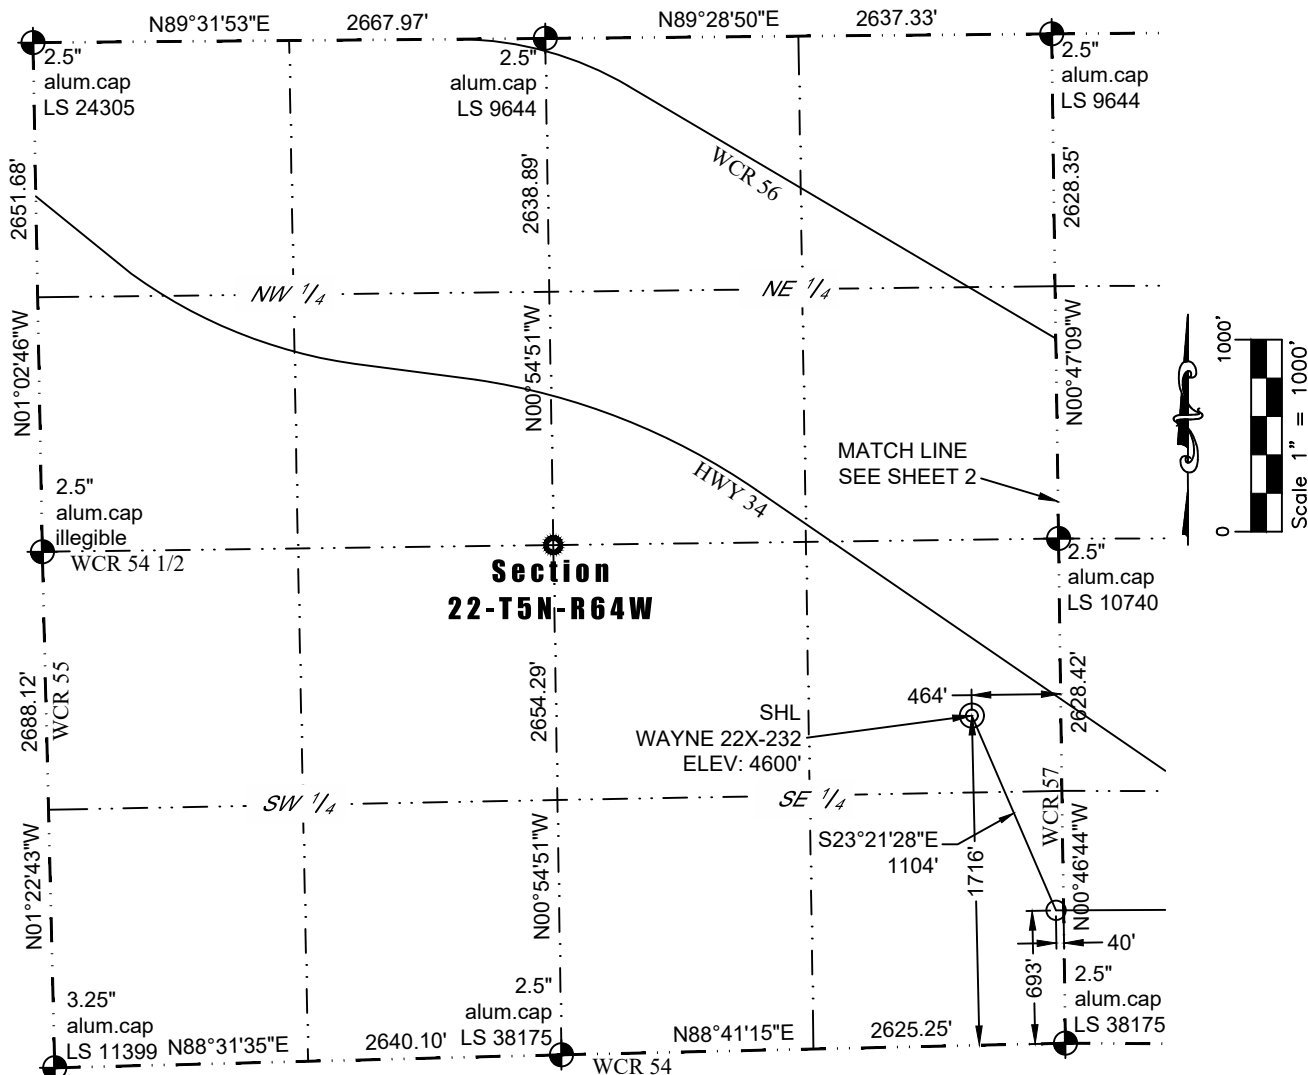 N89°31'53"E
2667.97'
N89°28'50"E
2637.33'
2.5"
alum.cap
LS 24305
2.5"
alum.cap
LS 9644
2.5"
alum.cap
LS 9644
2651.68'
2638.89'
2628.35'
WCR 56
NW 1/4
NE 1/4
N01°02'46"W
N00°54'51"W
N00°47'09"W
1000'
0
Scale 1" = 1000'
MATCH LINE
SEE SHEET 2
HWY 34
2.5"
alum.cap
illegible
WCR 54 1/2
Section
22-T5N-R64W
2.5"
alum.cap
LS 10740
2688.12'
WCR 55
2654.29'
2628.42'
464'
SHL
WAYNE 22X-232
ELEV: 4600'
SW 1/4
SE 1/4
WCR 57
S23°21'28"E
1104'
1716'
N01°22'43"W
N00°54'51"W
N00°46'44"W
40'
693'
3.25"
alum.cap
LS 11399
2.5"
alum.cap
LS 38175
2.5"
alum.cap
LS 38175
N88°31'35"E
2640.10'
N88°41'15"E
2625.25'
WCR 54